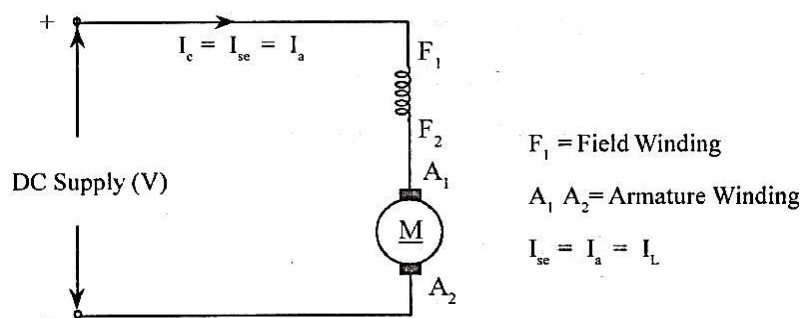 +
I_c = I_se = I_a
F_1
F_2
DC Supply (V)
A_1
M
A_2
F_1 = Field Winding
A_1 A_2 = Armature Winding
I_se = I_a = I_L